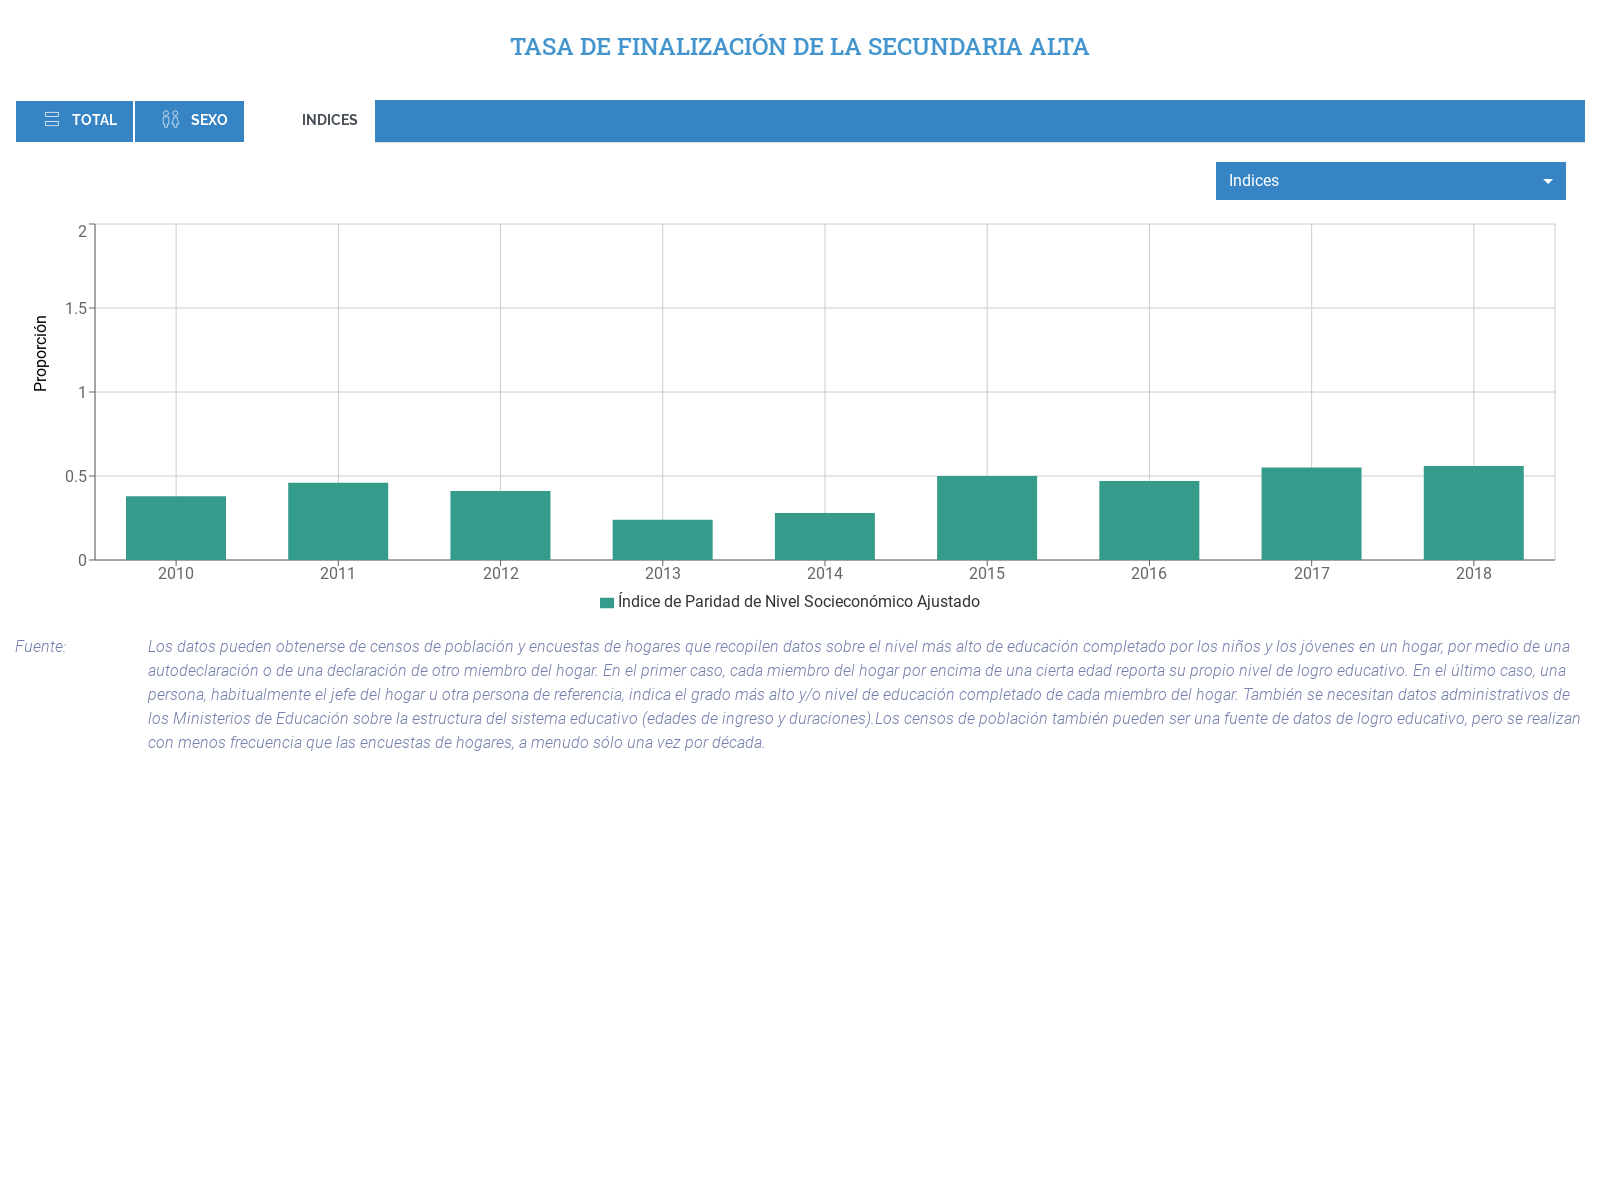 TASA DE FINALIZACIÓN DE LA SECUNDARIA ALTA
TOTAL
SEXO
INDICES
Indices
Proporción
2
1.5
1
0.5
0
2010 2011 2012 2013 2014 2015 2016 2017 2018
Índice de Paridad de Nivel Socieconómico Ajustado
Fuente:
Los datos pueden obtenerse de censos de población y encuestas de hogares que recopilen datos sobre el nivel más alto de educación completado por los niños y los jóvenes en un hogar, por medio de una
autodeclaración o de una declaración de otro miembro del hogar. En el primer caso, cada miembro del hogar por encima de una cierta edad reporta su propio nivel de logro educativo. En el último caso, una
persona, habitualmente el jefe del hogar u otra persona de referencia, indica el grado más alto y/o nivel de educación completado de cada miembro del hogar. También se necesitan datos administrativos de
los Ministerios de Educación sobre la estructura del sistema educativo (edades de ingreso y duraciones).Los censos de población también pueden ser una fuente de datos de logro educativo, pero se realizan
con menos frecuencia que las encuestas de hogares, a menudo sólo una vez por década.